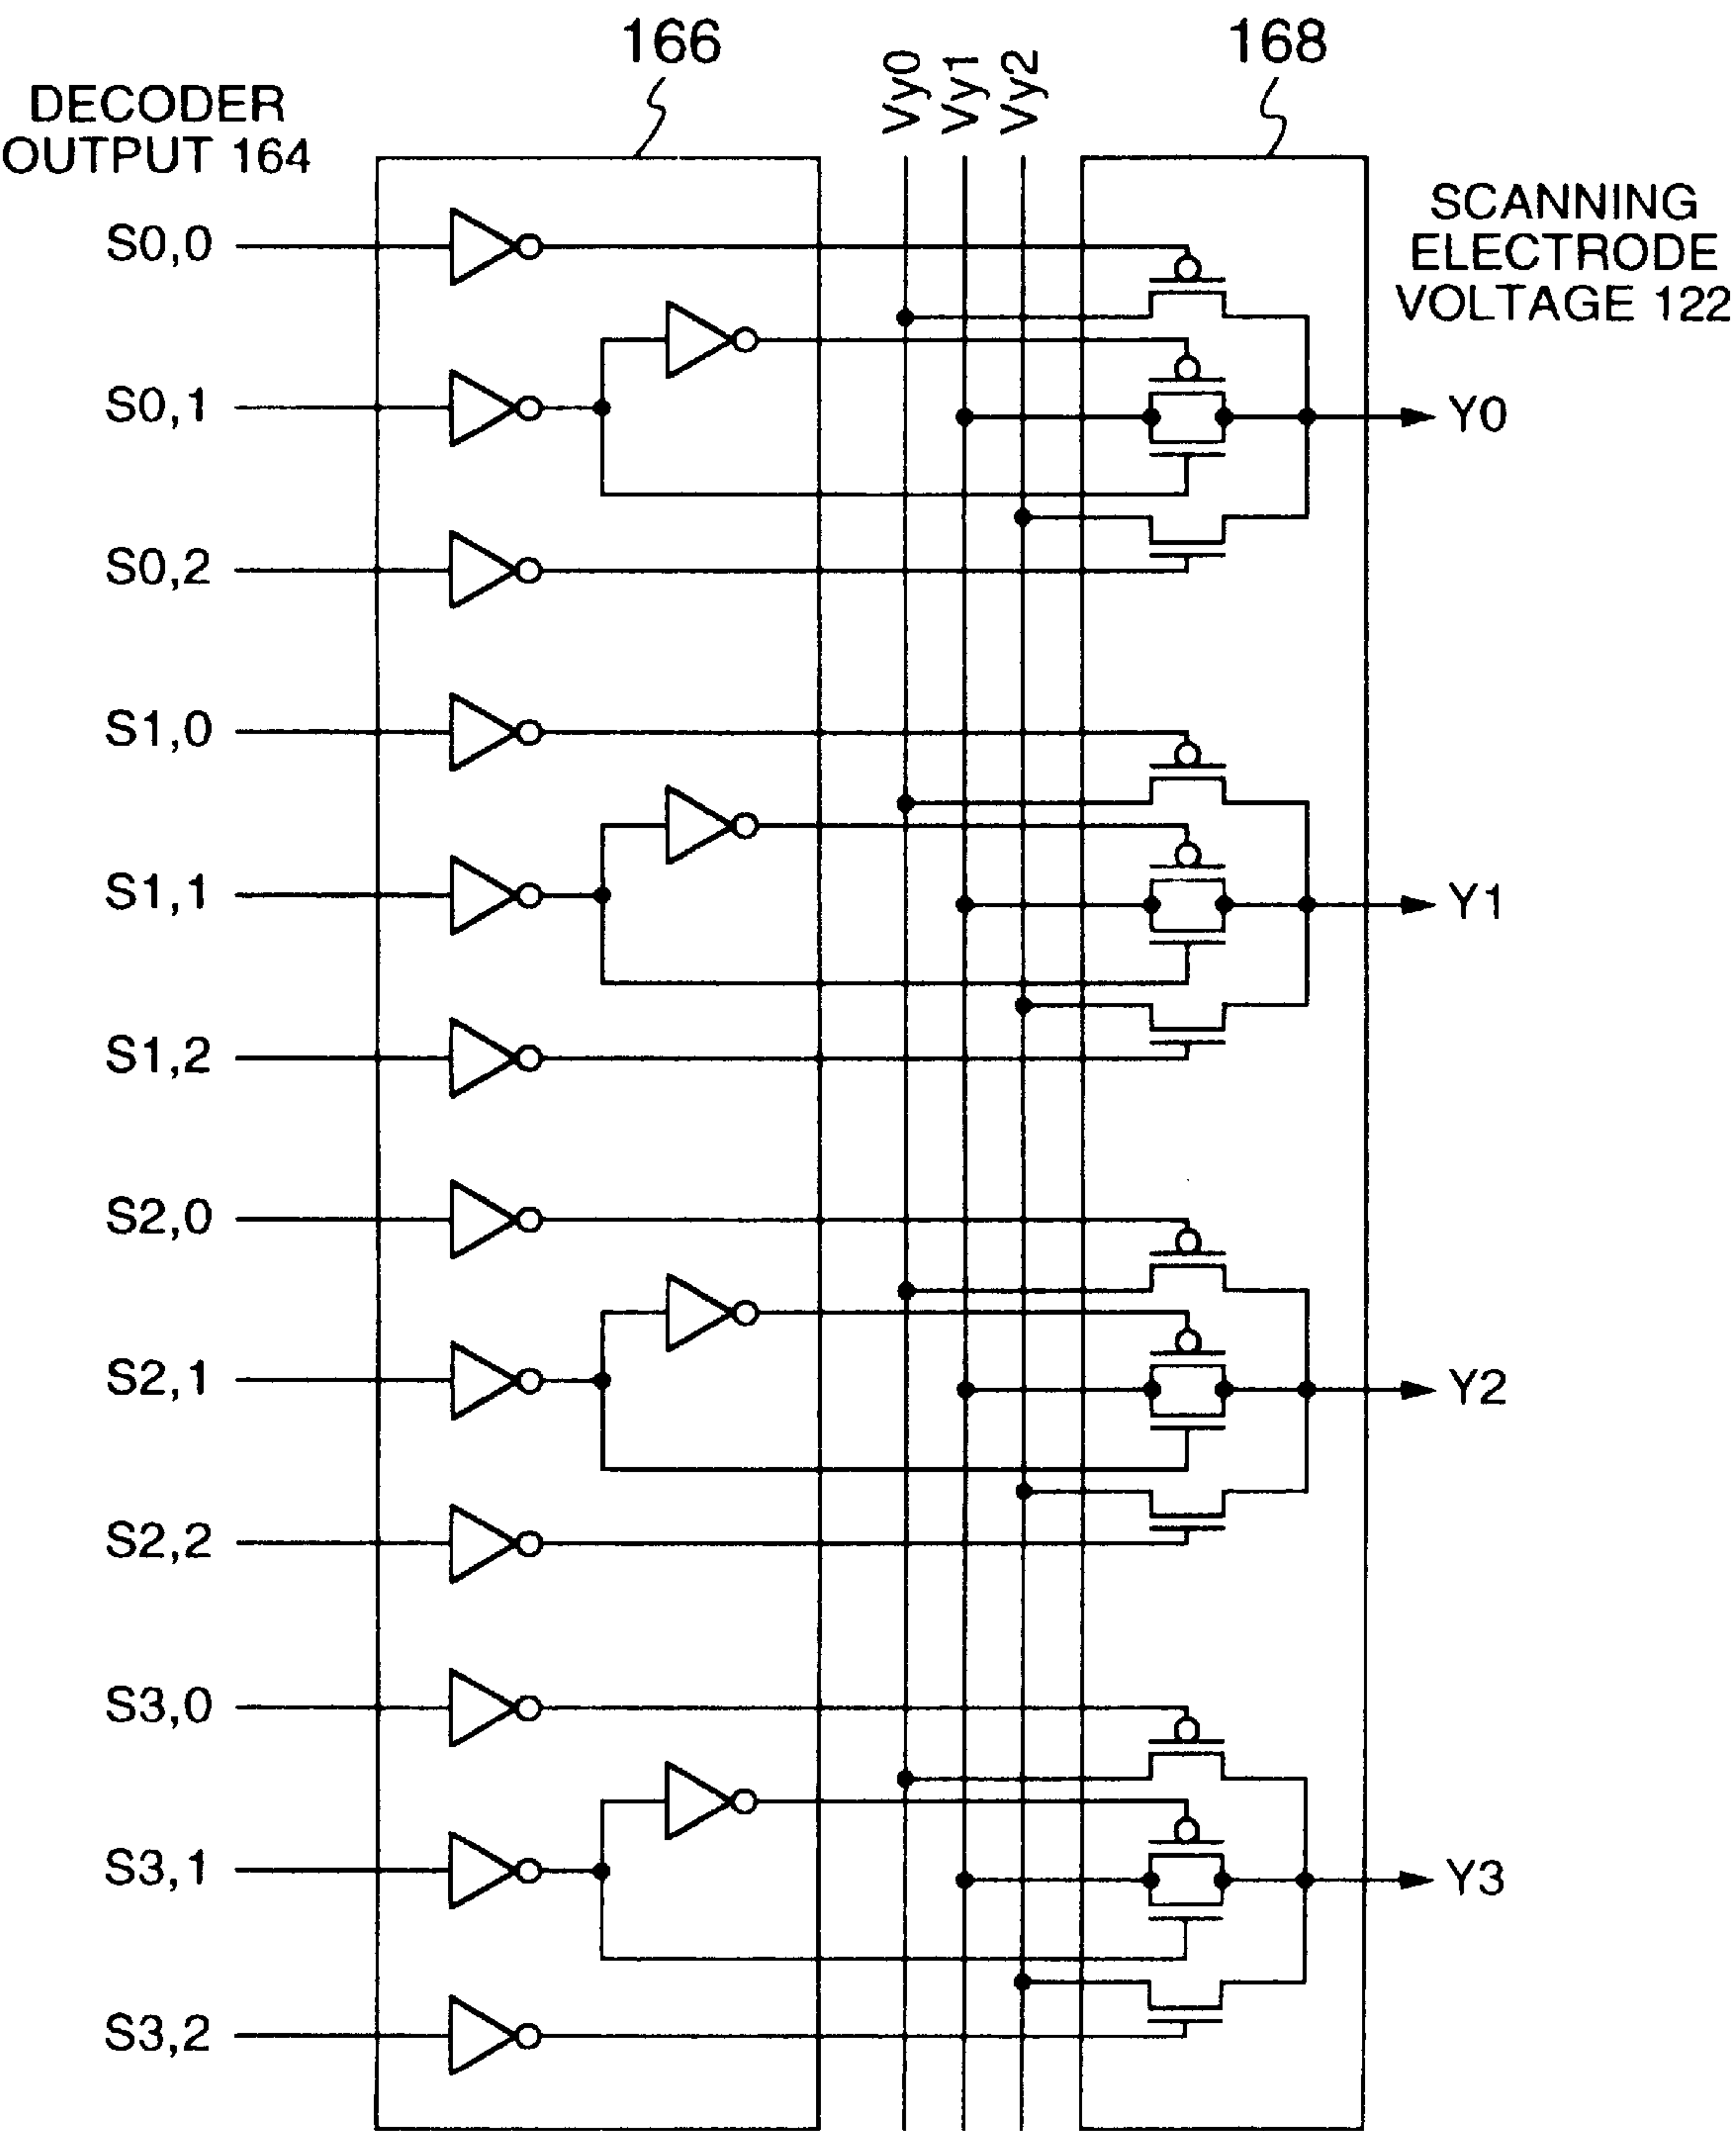 166
Vy0
Vy1
Vy2
168
DECODER
OUTPUT 164
SCANNING
ELECTRODE
VOLTAGE 122
S0,0
S0,1
Y0
S0,2
S1,0
S1,1
Y1
S1,2
S2,0
S2,1
Y2
S2,2
S3,0
S3,1
Y3
S3,2